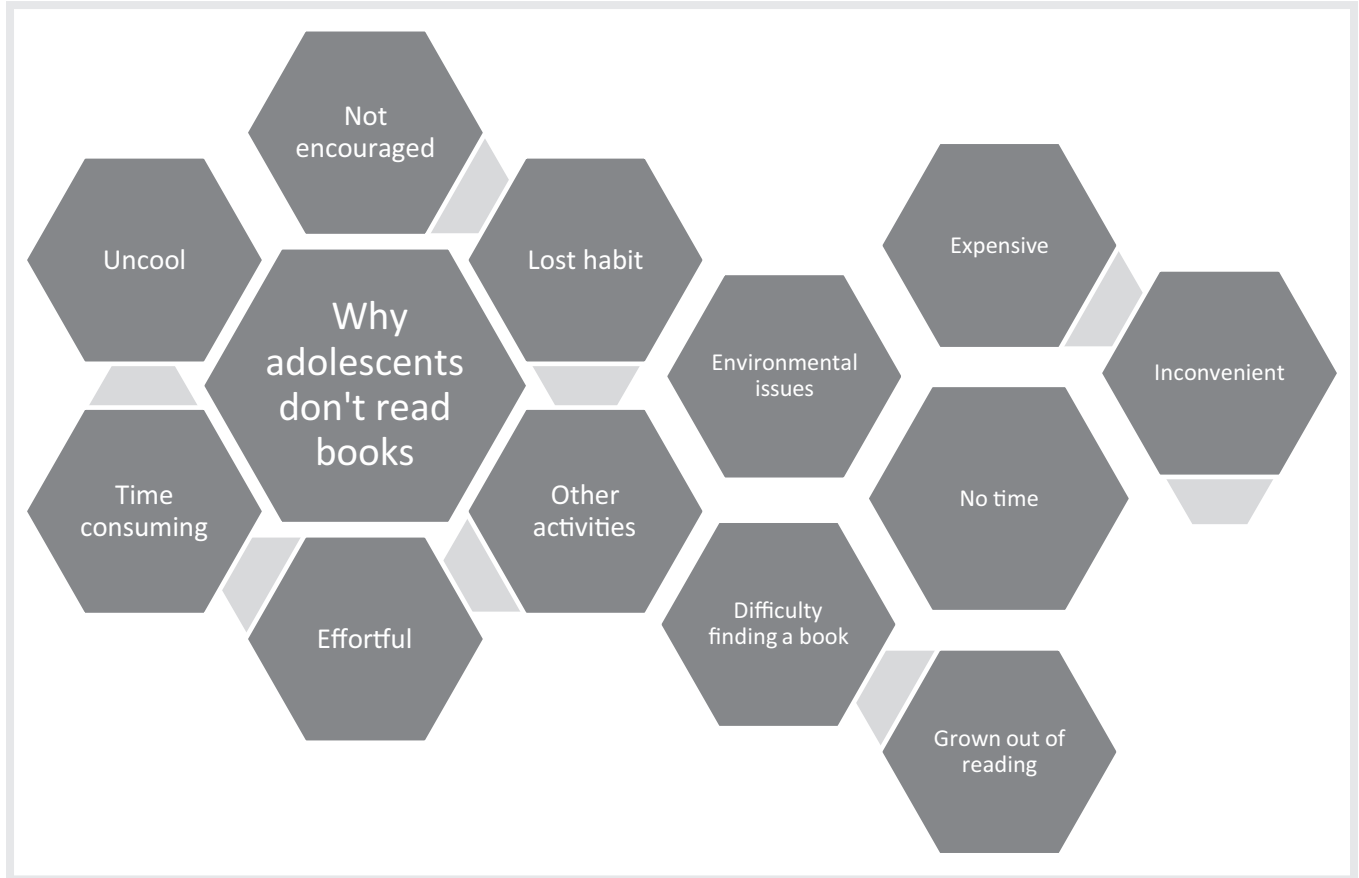 Not
encouraged
Uncool
Lost habit
Why
adolescents
don't read
books
Time
consuming
Other
activities
Effortful
Expensive
Environmental
issues
Inconvenient
No time
Difficulty
finding a book
Grown out of
reading